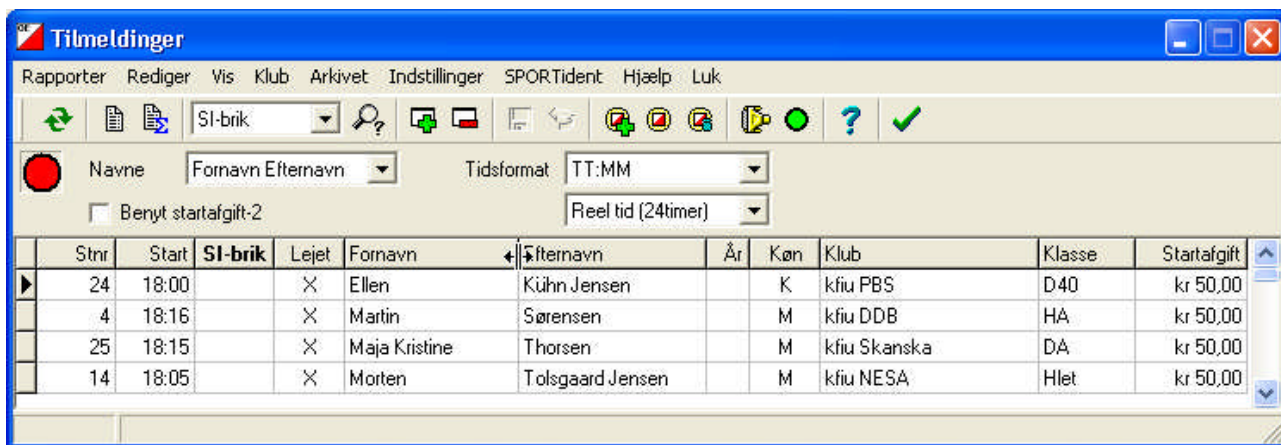 OE Tilmeldinger
Rapporter Rediger Vis Klub Arkivet Indstillinger SPORTident Hjælp Luk
SI-brik ? ?
Navne Fornavn Efternavn Tidsformat TT:MM
Benyt startafgift-2 Reel tid (24timer)
Stnr Start SI-brik Lejet Fornavn Efternavn År Køn Klub Klasse Startafgift
24 18:00 X Ellen Kühn Jensen K kfiu PBS D40 kr 50,00
4 18:16 X Martin Sørensen M kfiu DDB HA kr 50,00
25 18:15 X Maja Kristine Thorsen M kfiu Skanska DA kr 50,00
14 18:05 X Morten Tolsgaard Jensen M kfiu NESA Hlet kr 50,00